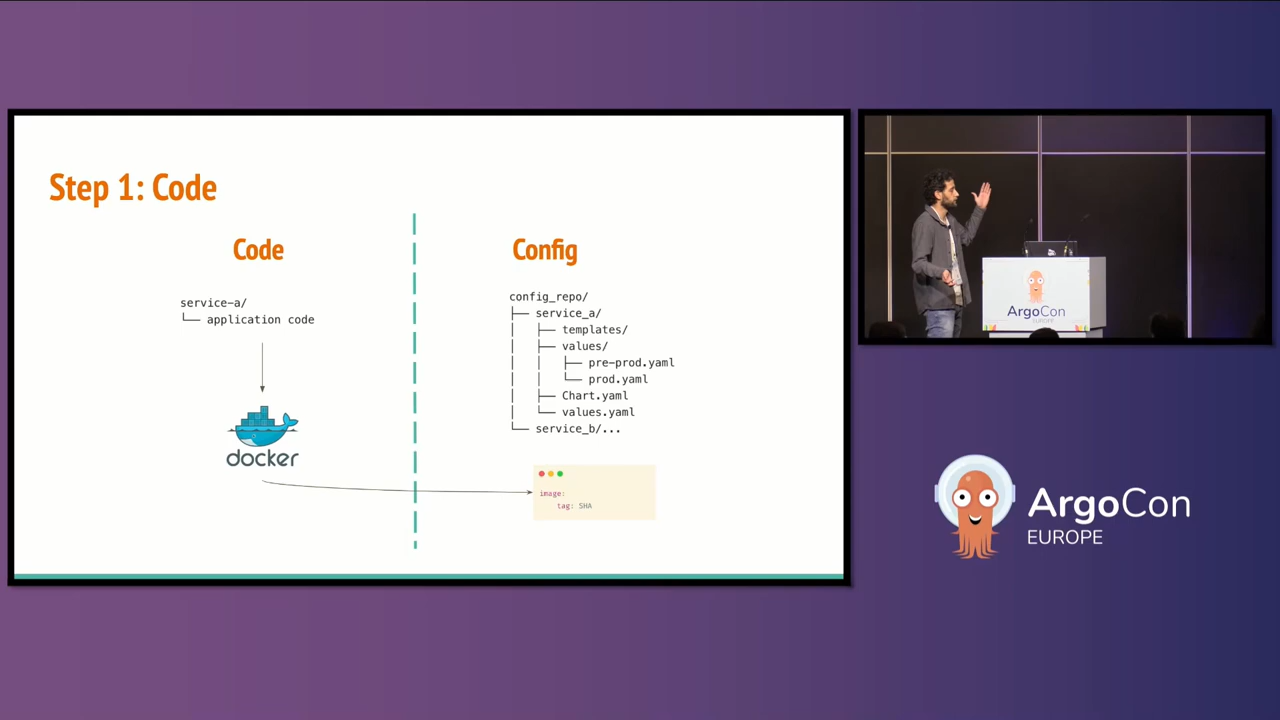 Step 1: Code
Code
service-a/
└── application code
docker
Config
config_repo/
├── service_a/
│   ├── templates/
│   ├── values/
│   │   ├── pre-prod.yaml
│   │   └── prod.yaml
│   ├── Chart.yaml
│   └── values.yaml
└── service_b/...
image:
    tag: SHA
ArgoCon
EUROPE
ArgoCon
EUROPE